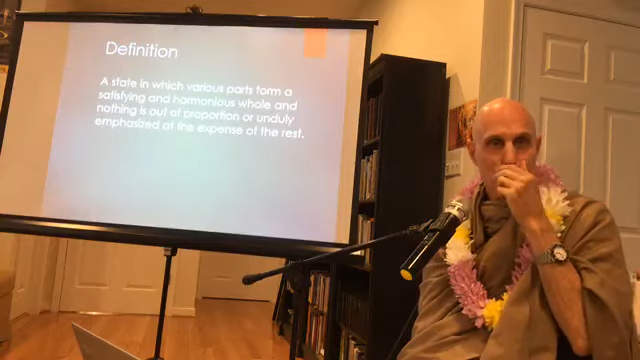 Definition
A state in which various parts form a
satisfying and harmonious whole and
nothing is out of proportion or unduly
emphasized at the expense of the rest.